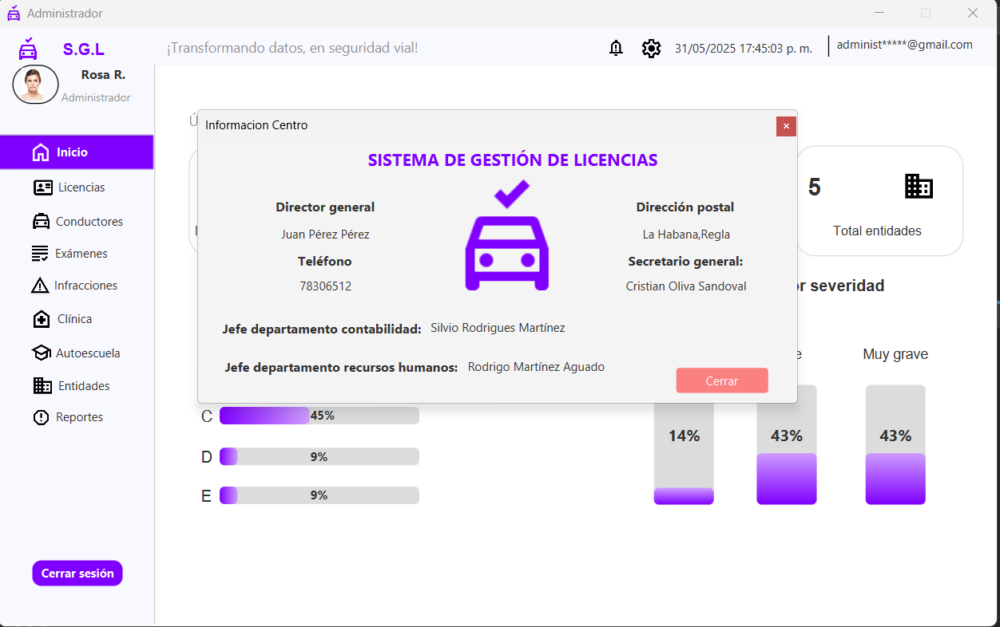 Administrador
S.G.L
¡Transformando datos, en seguridad vial!
31/05/2025 17:45:03 p. m.
administ*****@gmail.com
Rosa R.
Administrador
Inicio
Licencias
Conductores
Exámenes
Infracciones
Clínica
Autoescuela
Entidades
Reportes
Cerrar sesión
Informacion Centro
SISTEMA DE GESTIÓN DE LICENCIAS
Director general
Juan Pérez Pérez
Teléfono
78306512
Dirección postal
La Habana,Regla
Secretario general:
Cristian Oliva Sandoval
Jefe departamento contabilidad: Silvio Rodrigues Martínez
Jefe departamento recursos humanos: Rodrigo Martínez Aguado
Cerrar
5
Total entidades
severidad
Muy grave
C 45%
D 9%
E 9%
14% 43% 43%